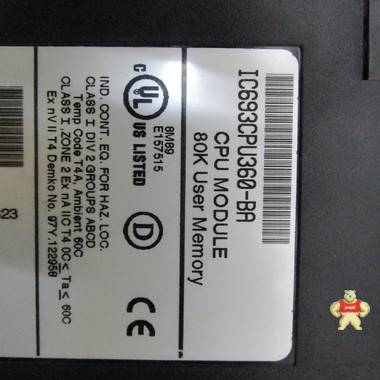 IC693CPU360-BA
CPU MODULE
80K User Memory
UL
US LISTED
6M89
E157515
D
CE
IND. CONT. EQ. FOR HAZ. LOC.
CLASS I DIV 2 GROUPS ABCD
Temp Code T4A, Ambient 60C
CLASS I, ZONE 2 Ex nA IIC T4 0C< Ta< 60C
Ex nV II T4 Demko No. 97Y.122958